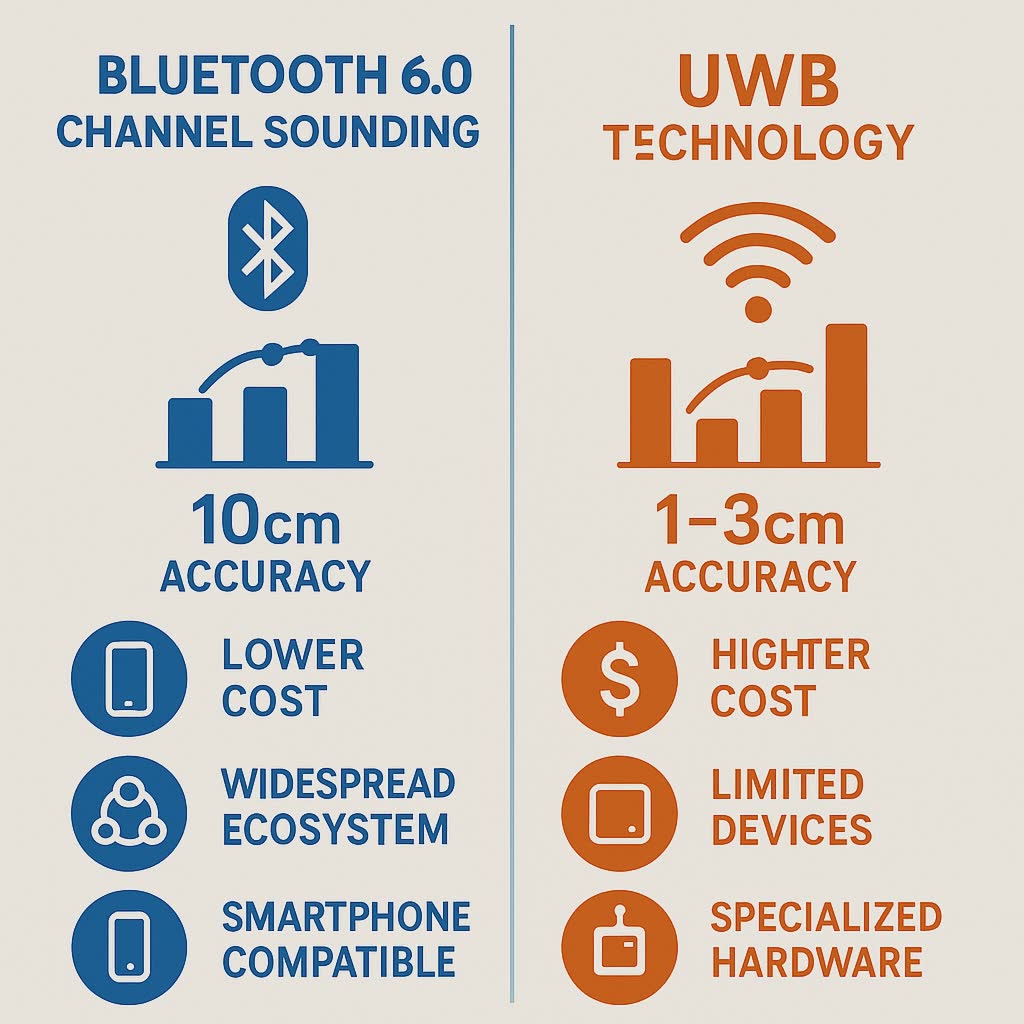 BLUETOOTH 6.0
CHANNEL SOUNDING
10cm
ACCURACY
LOWER
COST
WIDESPREAD
ECOSYSTEM
SMARTPHONE
COMPATIBLE
UWB
TECHNOLOGY
1–3cm
ACCURACY
$
HIGHTER
COST
LIMITED
DEVICES
SPECIALIZED
HARDWARE